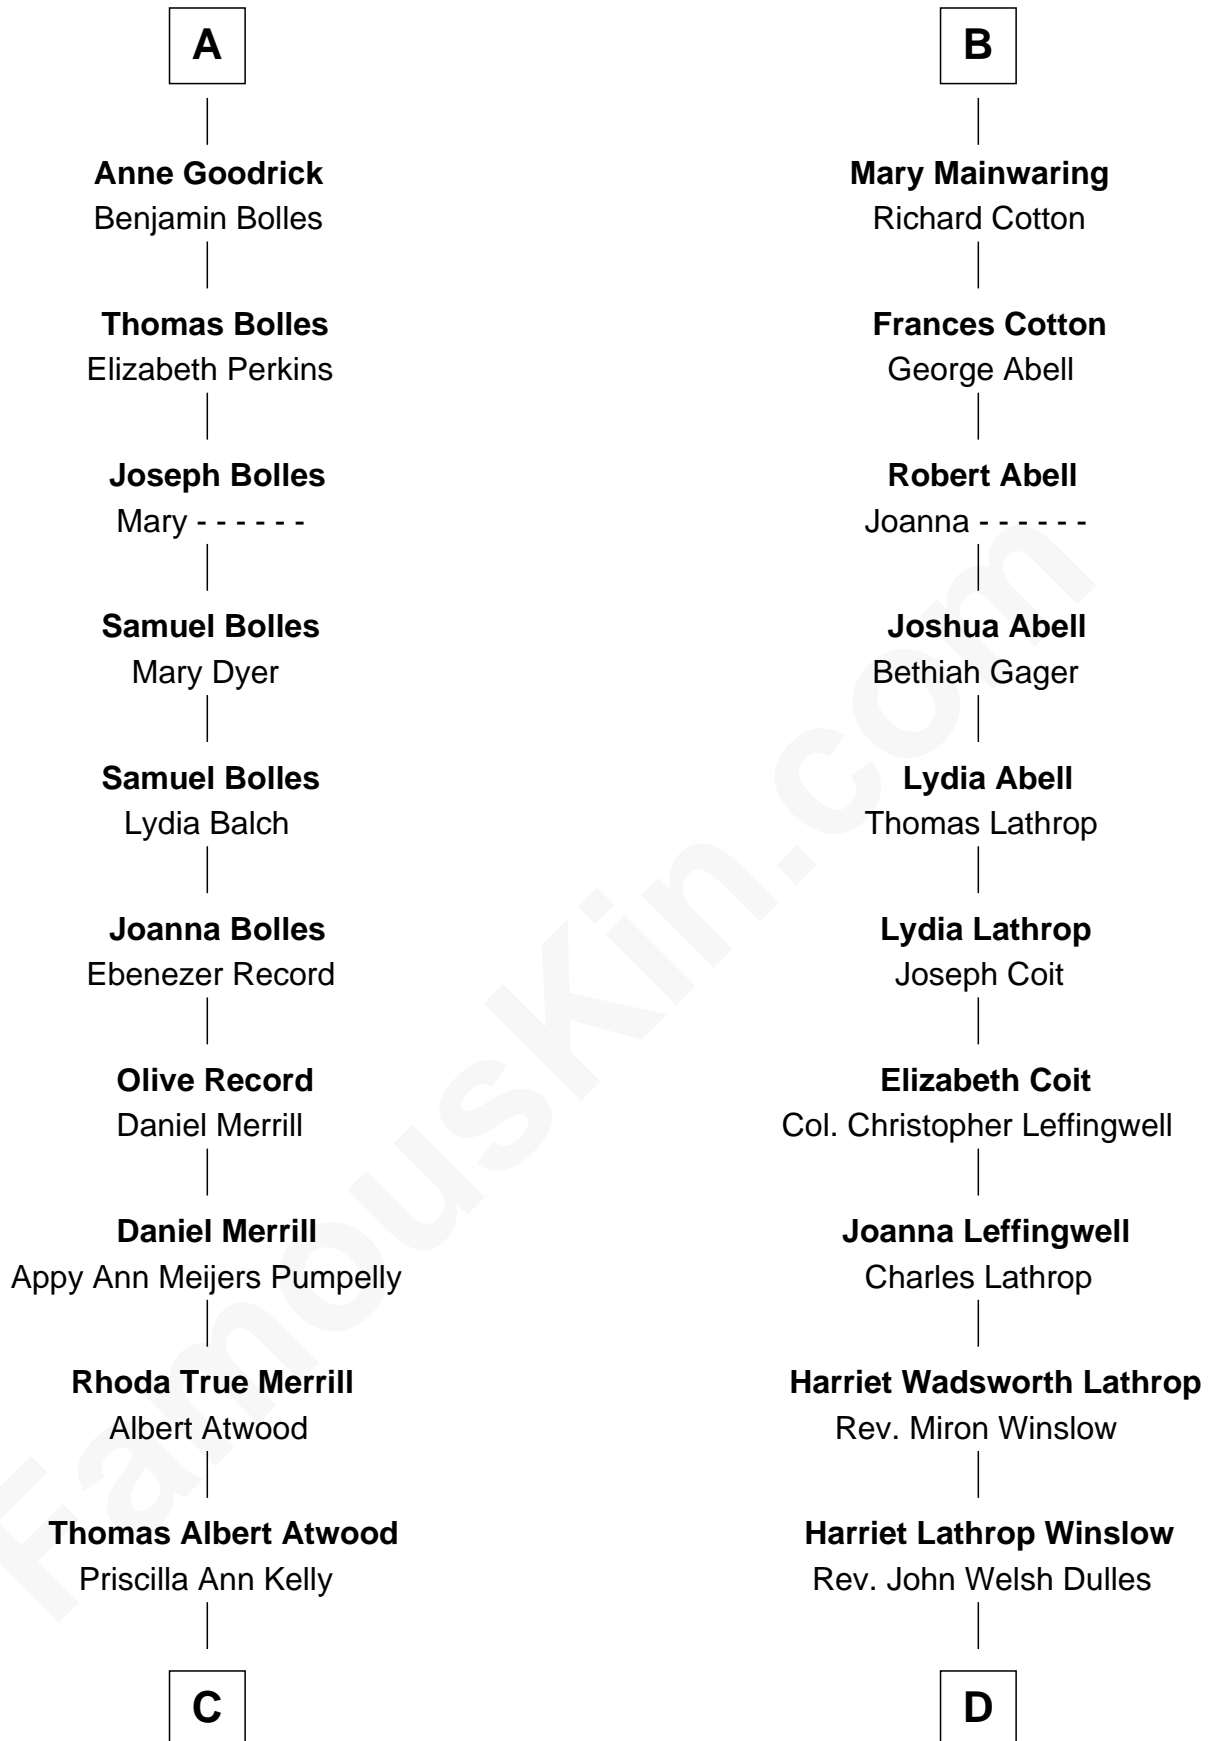 A
Anne Goodrick
Benjamin Bolles
Thomas Bolles
Elizabeth Perkins
Joseph Bolles
Mary - - - - - -
Samuel Bolles
Mary Dyer
Samuel Bolles
Lydia Balch
Joanna Bolles
Ebenezer Record
Olive Record
Daniel Merrill
Daniel Merrill
Appy Ann Meijers Pumpelly
Rhoda True Merrill
Albert Atwood
Thomas Albert Atwood
Priscilla Ann Kelly
C
B
Mary Mainwaring
Richard Cotton
Frances Cotton
George Abell
Robert Abell
Joanna - - - - - -
Joshua Abell
Bethiah Gager
Lydia Abell
Thomas Lathrop
Lydia Lathrop
Joseph Coit
Elizabeth Coit
Col. Christopher Leffingwell
Joanna Leffingwell
Charles Lathrop
Harriet Wadsworth Lathrop
Rev. Miron Winslow
Harriet Lathrop Winslow
Rev. John Welsh Dulles
D
FamousKin.com